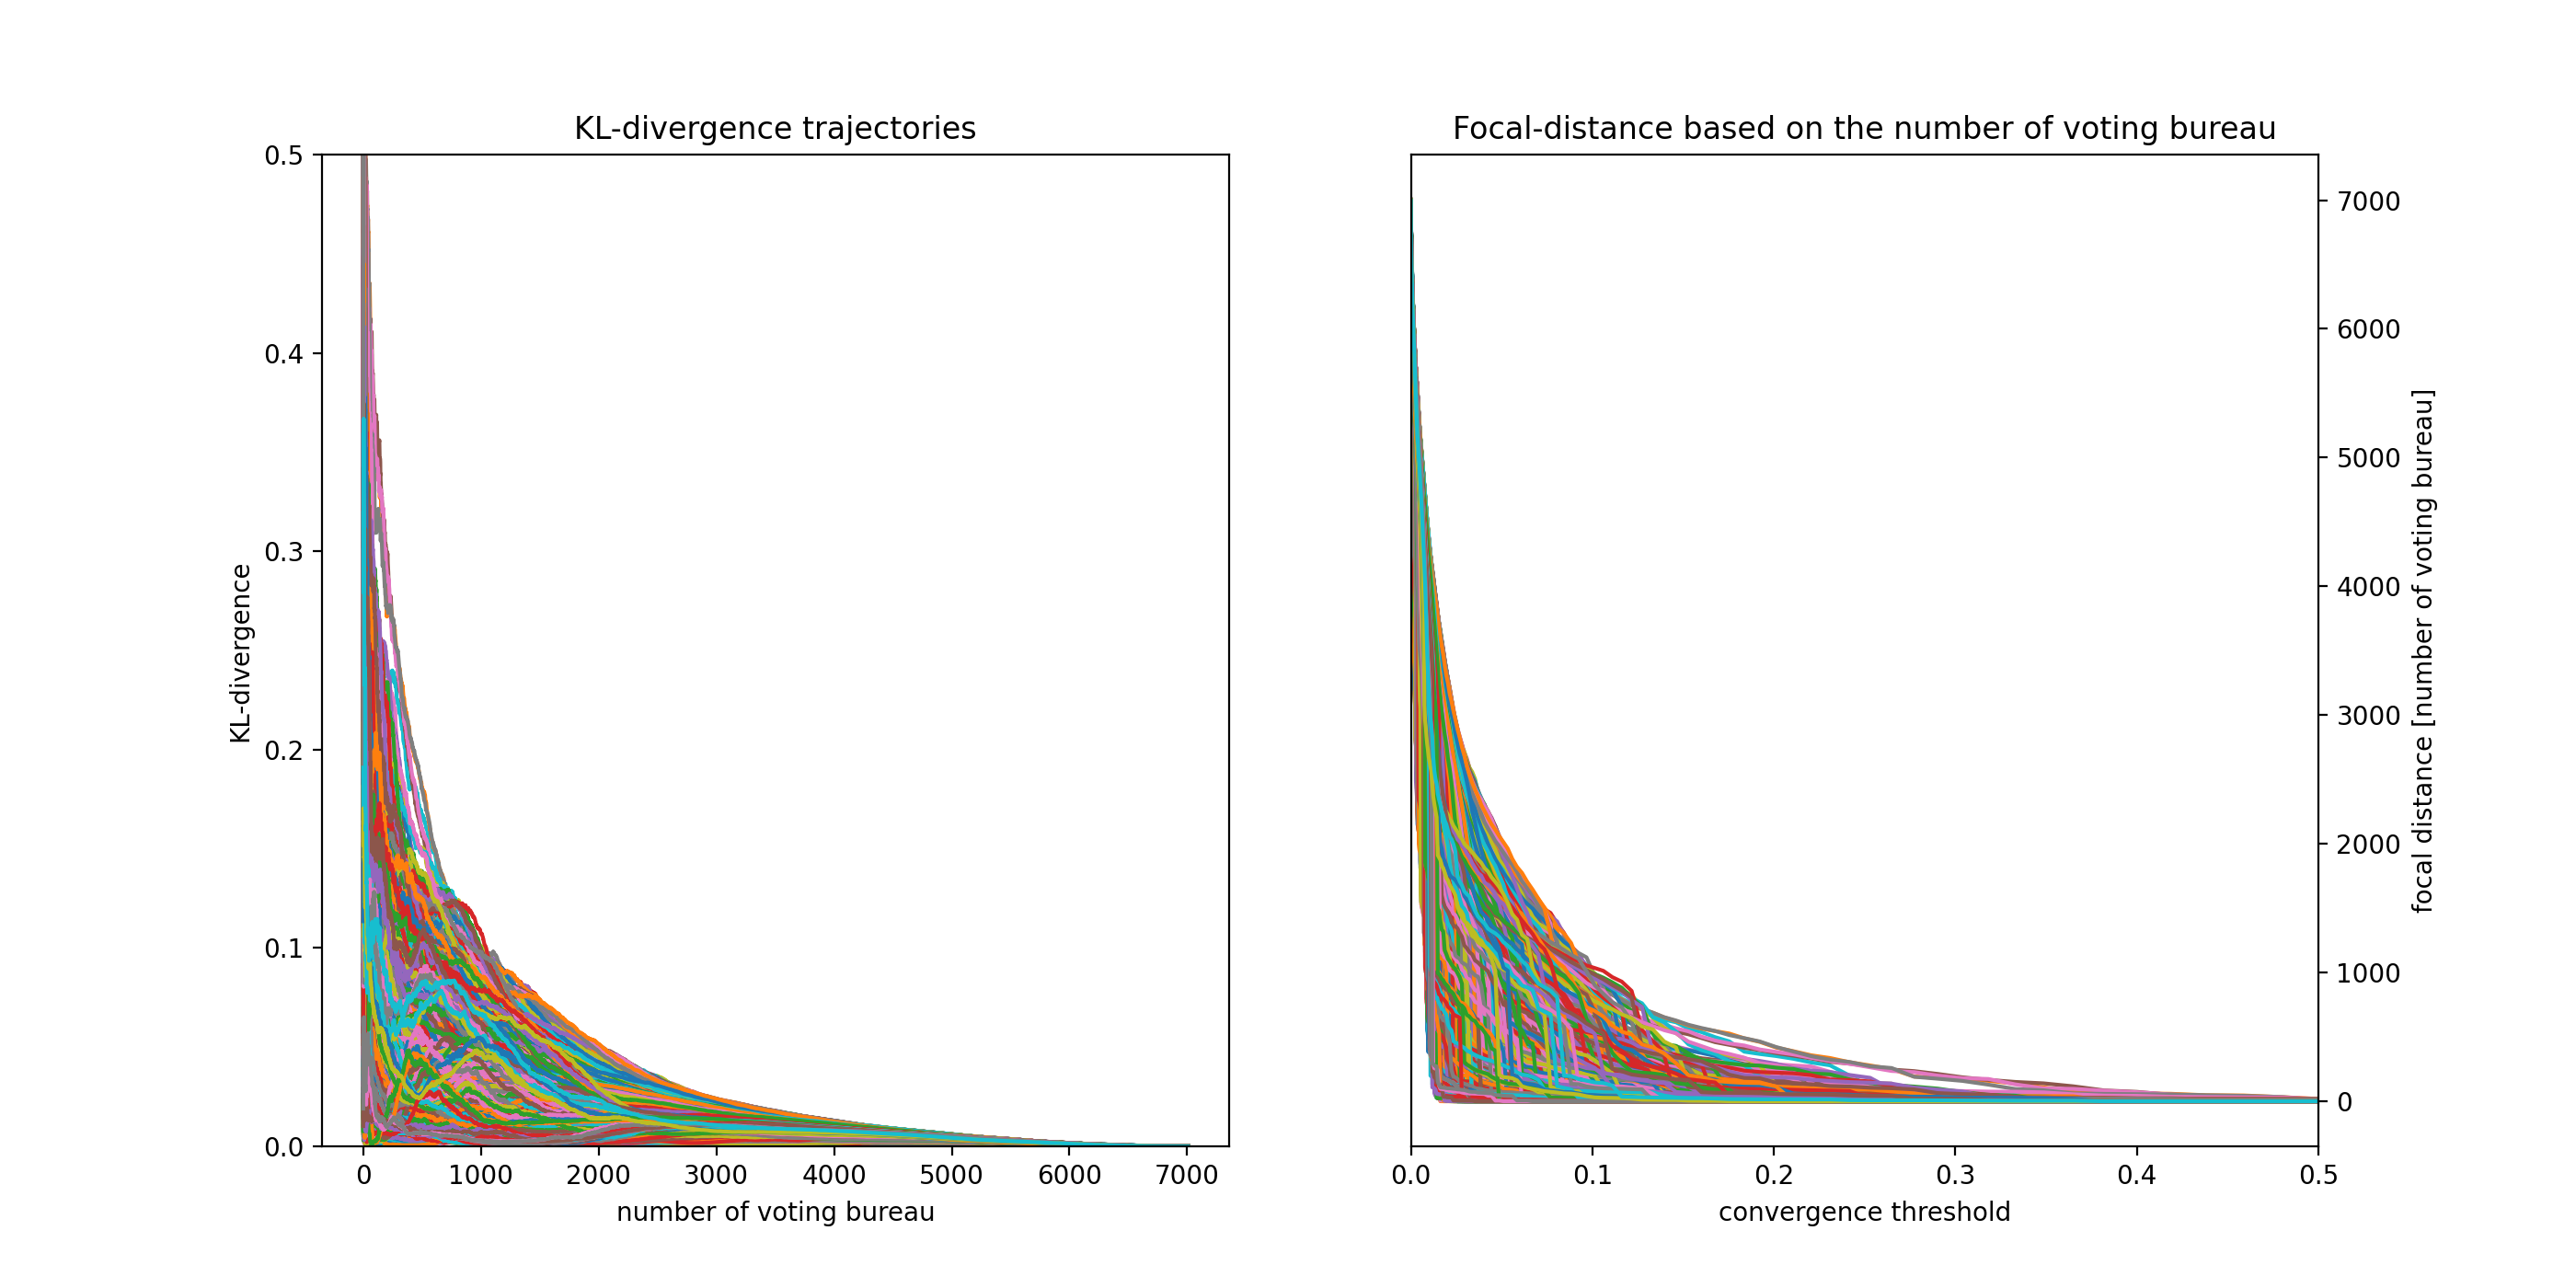 KL-divergence trajectories
0.5
0.4
0.3
0.2
0.1
0.0
KL-divergence
0 1000 2000 3000 4000 5000 6000 7000
number of voting bureau
Focal-distance based on the number of voting bureau
7000
6000
5000
4000
3000
2000
1000
0
focal distance [number of voting bureau]
0.0 0.1 0.2 0.3 0.4 0.5
convergence threshold